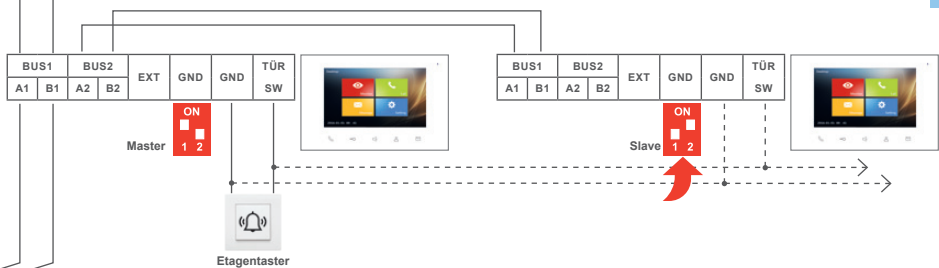 BUS1 BUS2 EXT GND GND TÜR
A1 B1 A2 B2 SW
ON
1 2
Master
BUS1 BUS2 EXT GND GND TÜR
A1 B1 A2 B2 SW
ON
1 2
Slave
Etagentaster